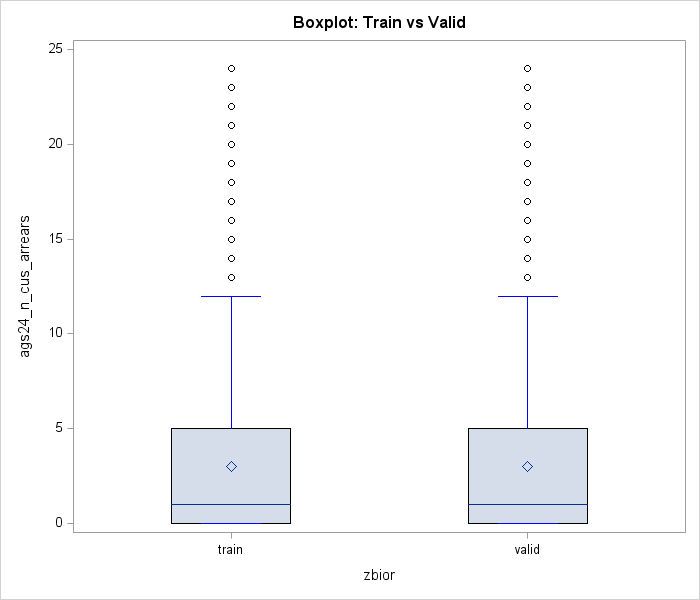 Boxplot: Train vs Valid
25
20
15
10
5
0
ags24_n_cus_arrears
train
valid
zbior